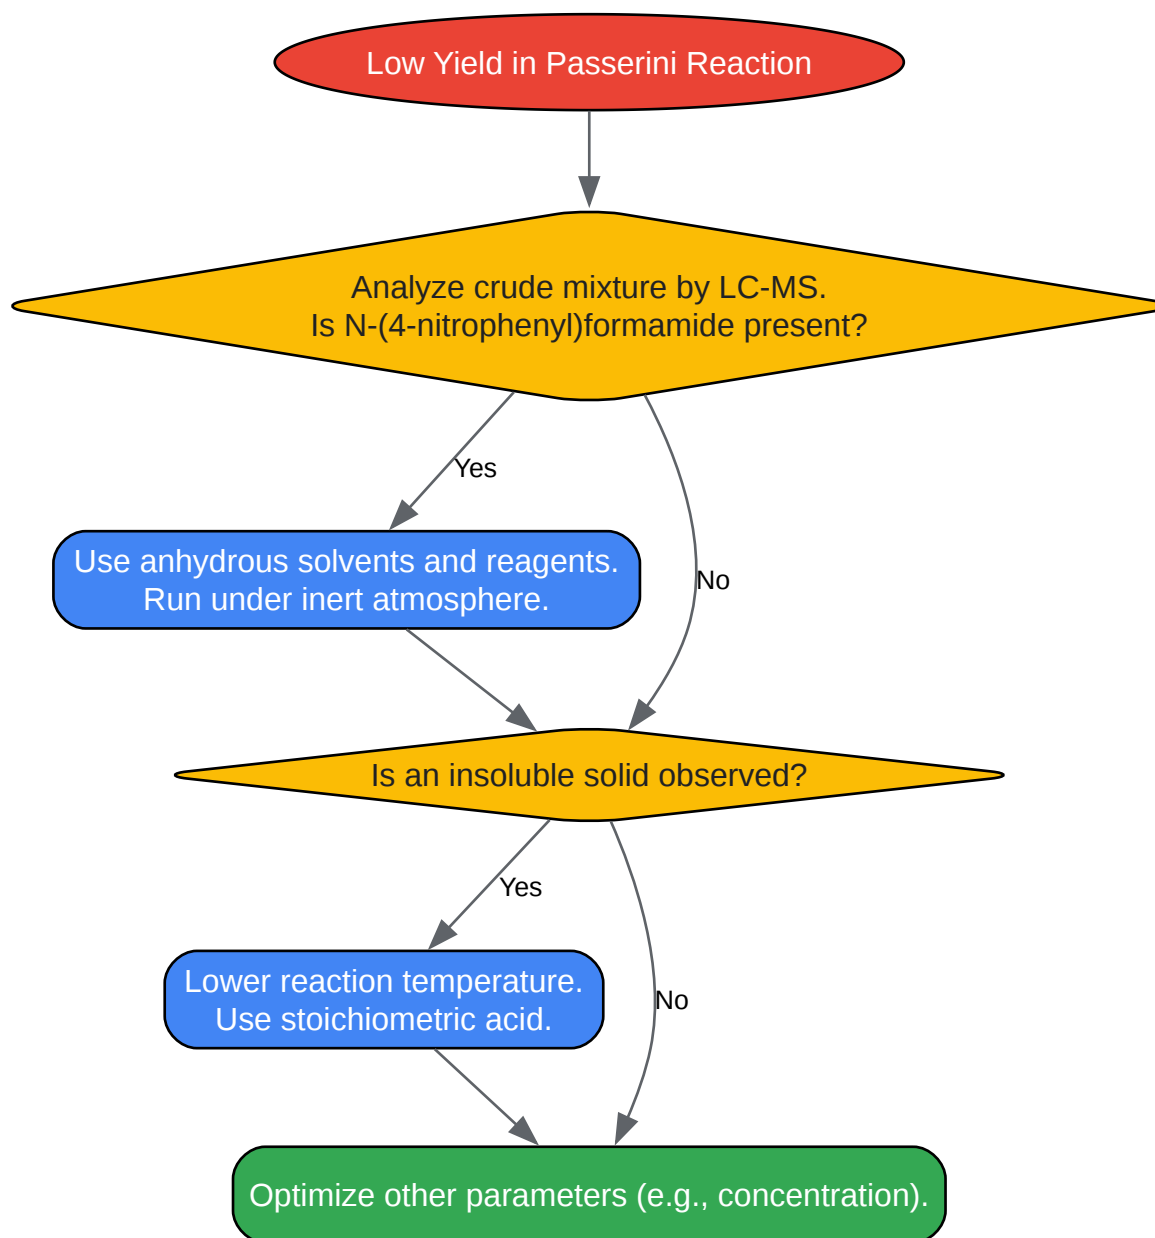 Low Yield in Passerini Reaction
Analyze crude mixture by LC-MS.
Is N-(4-nitrophenyl)formamide present?
Yes
Use anhydrous solvents and reagents.
Run under inert atmosphere.
No
Is an insoluble solid observed?
Yes
Lower reaction temperature.
Use stoichiometric acid.
No
Optimize other parameters (e.g., concentration).